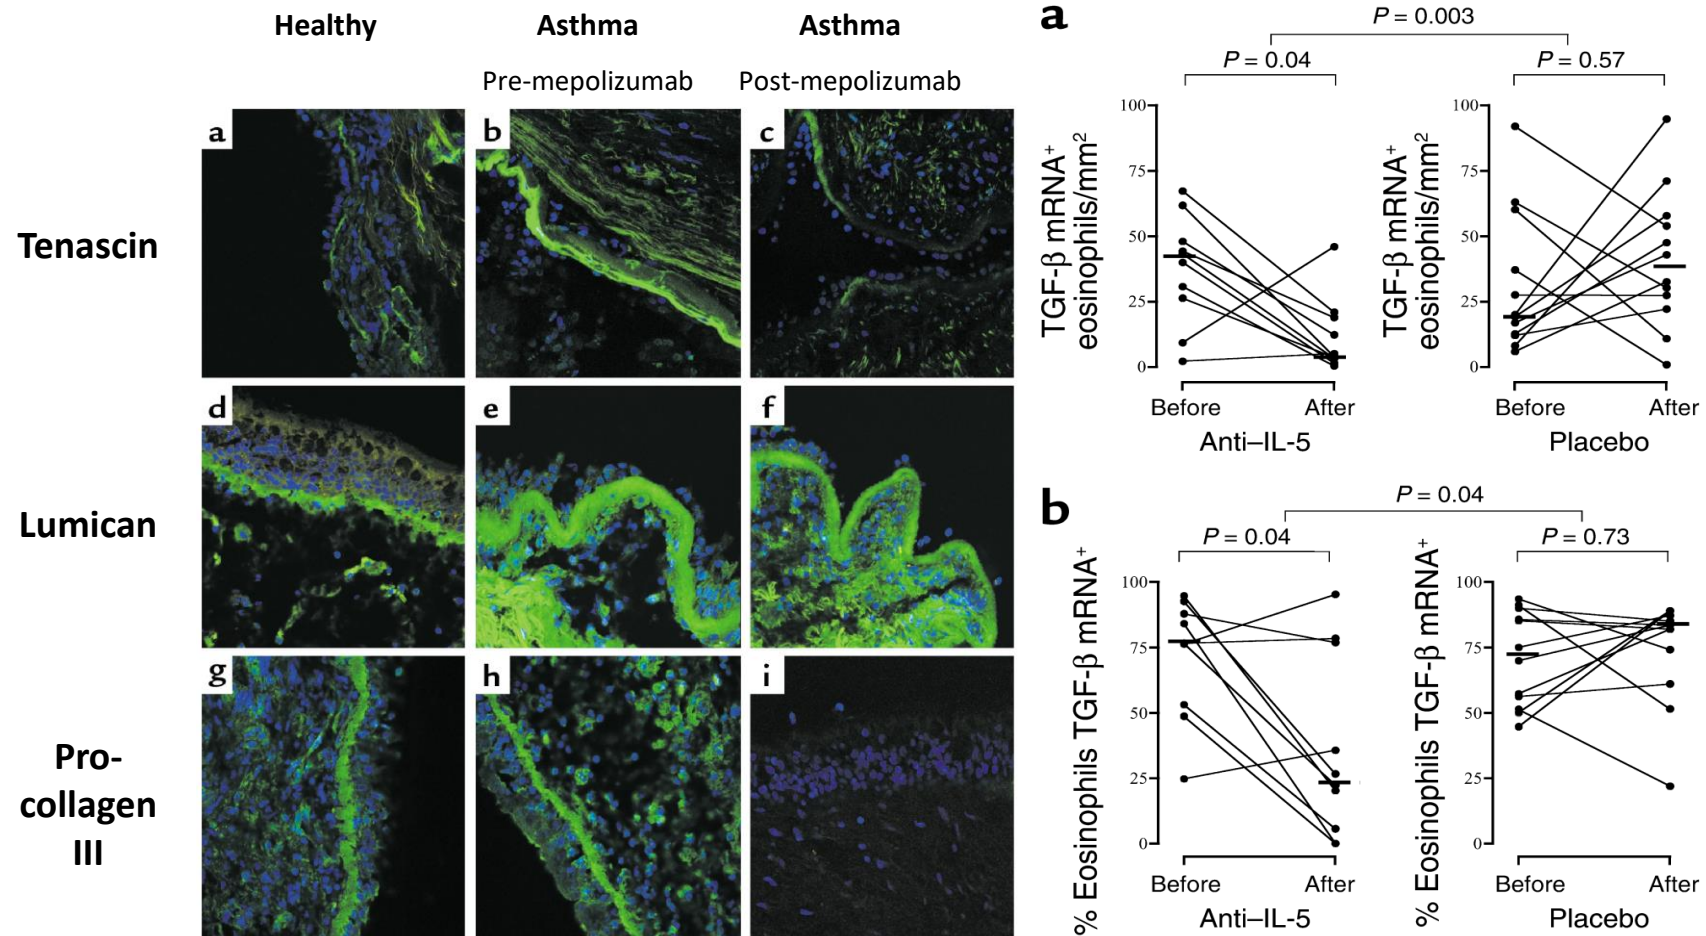 Healthy
Asthma
Asthma
Pre-mepolizumab
Post-mepolizumab
Tenascin
a
b
c
Lumican
d
e
f
Pro-
collagen
III
g
h
i
a
P = 0.003
P = 0.04
P = 0.57
TGF-β mRNA⁺
eosinophils/mm²
100
75
50
25
0
Before
After
Anti–IL-5
TGF-β mRNA⁺
eosinophils/mm²
100
75
50
25
0
Before
After
Placebo
b
P = 0.04
P = 0.04
P = 0.73
% Eosinophils TGF-β mRNA⁺
100
75
50
25
0
Before
After
Anti–IL-5
% Eosinophils TGF-β mRNA⁺
100
75
50
25
0
Before
After
Placebo